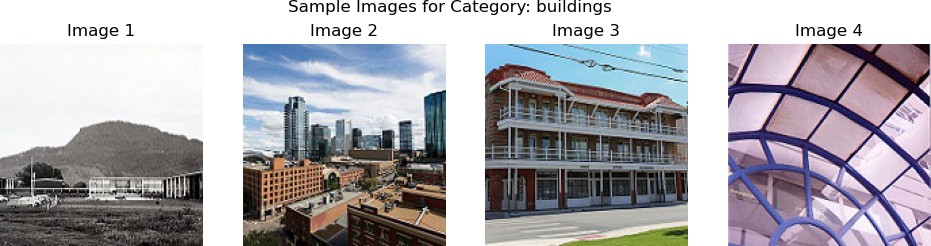 Sample Images for Category: buildings
Image 1
Image 2
Image 3
Image 4